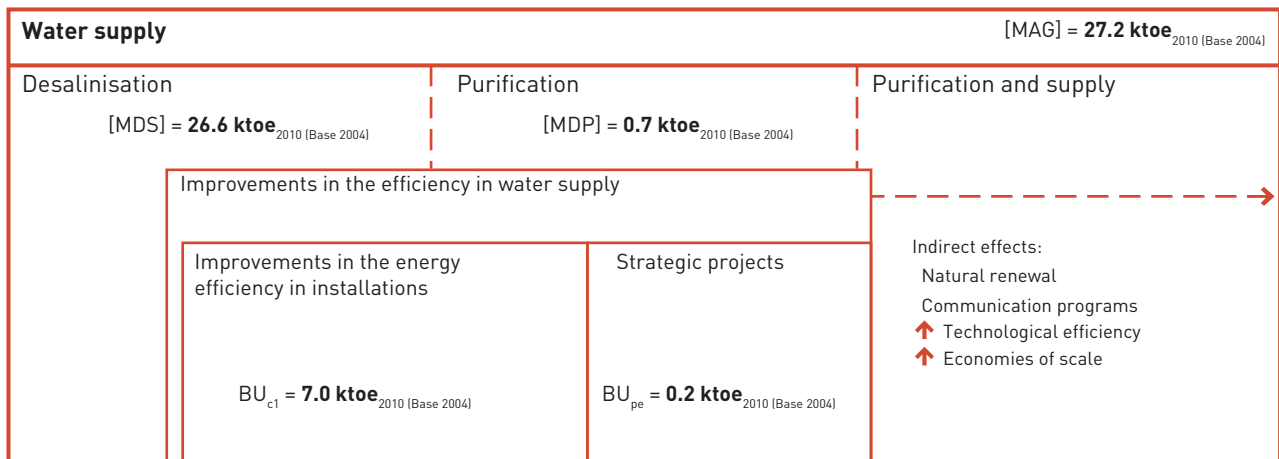 Water supply
[MAG] = 27.2 ktoe2010 (Base 2004)
Desalinisation
Purification
Purification and supply
[MDS] = 26.6 ktoe2010 (Base 2004)
[MDP] = 0.7 ktoe2010 (Base 2004)
Improvements in the efficiency in water supply
Improvements in the energy
efficiency in installations
Strategic projects
Indirect effects:
Natural renewal
Communication programs
Technological efficiency
Economies of scale
BUc1 = 7.0 ktoe2010 (Base 2004)
BUpe = 0.2 ktoe2010 (Base 2004)